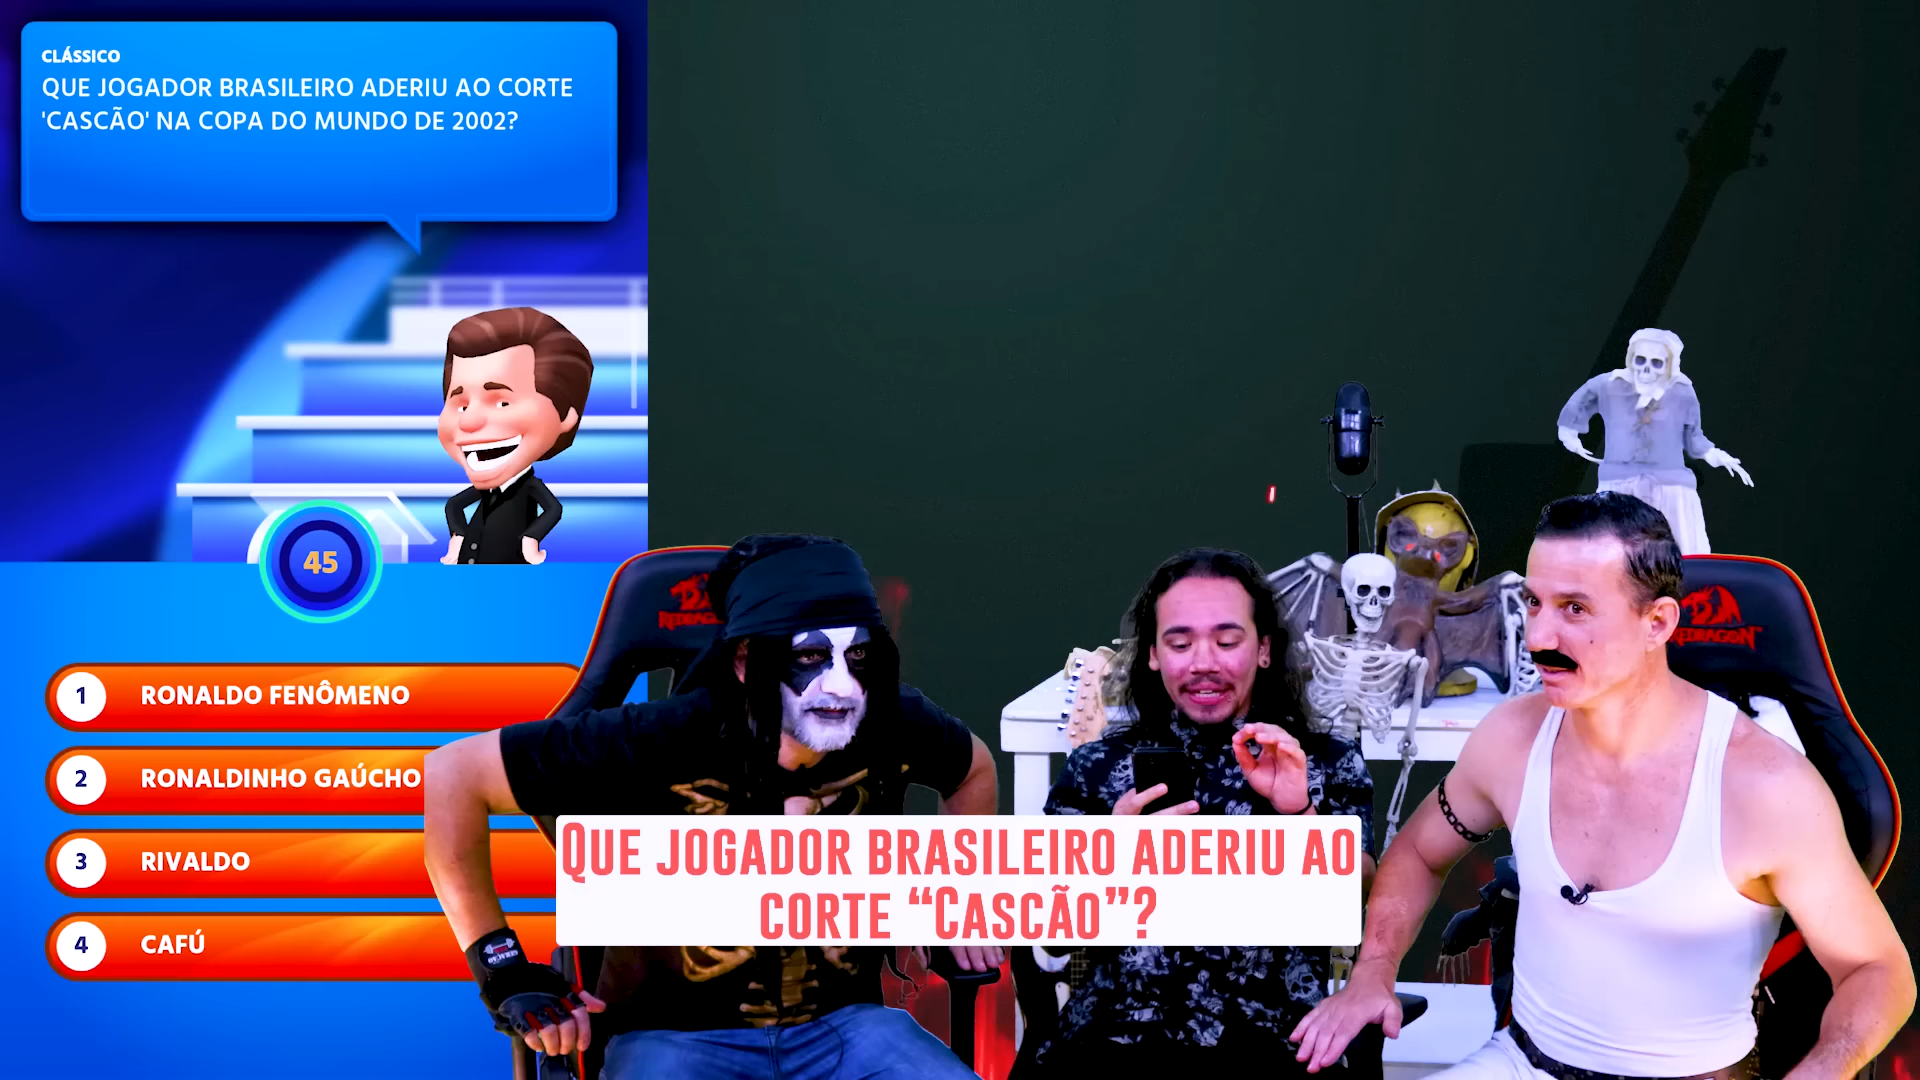 CLÁSSICO
QUE JOGADOR BRASILEIRO ADERIU AO CORTE
'CASCÃO' NA COPA DO MUNDO DE 2002?
45
1 RONALDO FENÔMENO
2 RONALDINHO GAÚCHO
3 RIVALDO
4 CAFÚ
REDRAGON
REDRAGON
QUE JOGADOR BRASILEIRO ADERIU AO
CORTE “CASCÃO”?